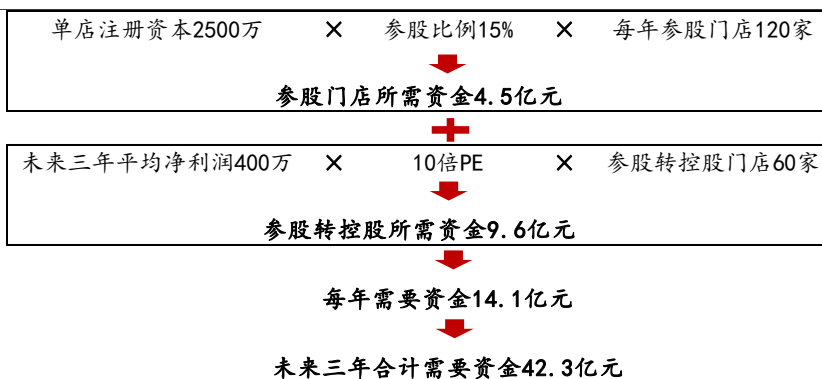 单店注册资本2500万 × 参股比例15% × 每年参股门店120家
参股门店所需资金4.5亿元
+
未来三年平均净利润400万 × 10倍PE × 参股转控股门店60家
参股转控股所需资金9.6亿元
每年需要资金14.1亿元
未来三年合计需要资金42.3亿元